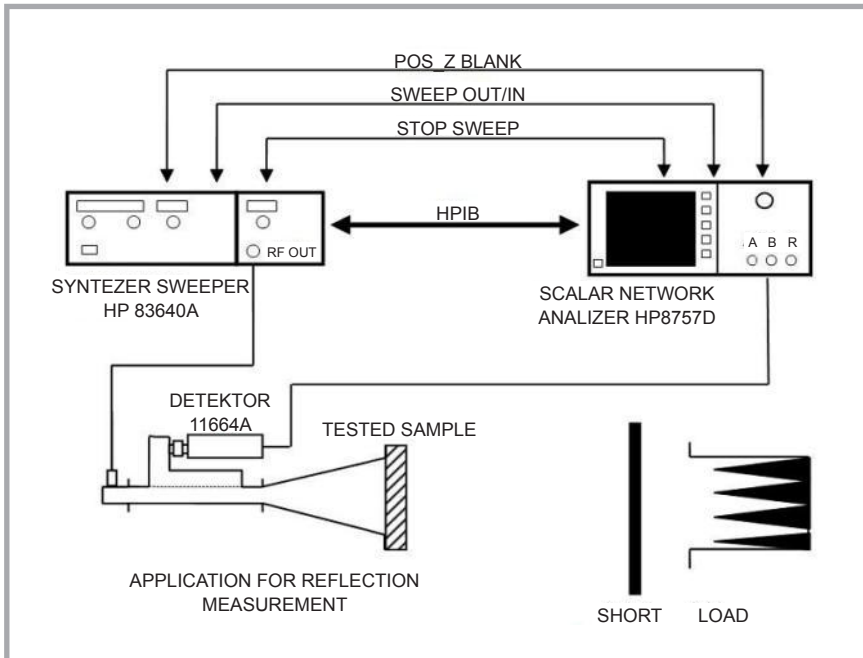 POS_Z BLANK
SWEEP OUT/IN
STOP SWEEP
HPIB
RF OUT
A B R
SYNTEZER SWEEPER
HP 83640A
SCALAR NETWORK
ANALIZER HP8757D
DETEKTOR
11664A
TESTED SAMPLE
APPLICATION FOR REFLECTION
MEASUREMENT
SHORT
LOAD